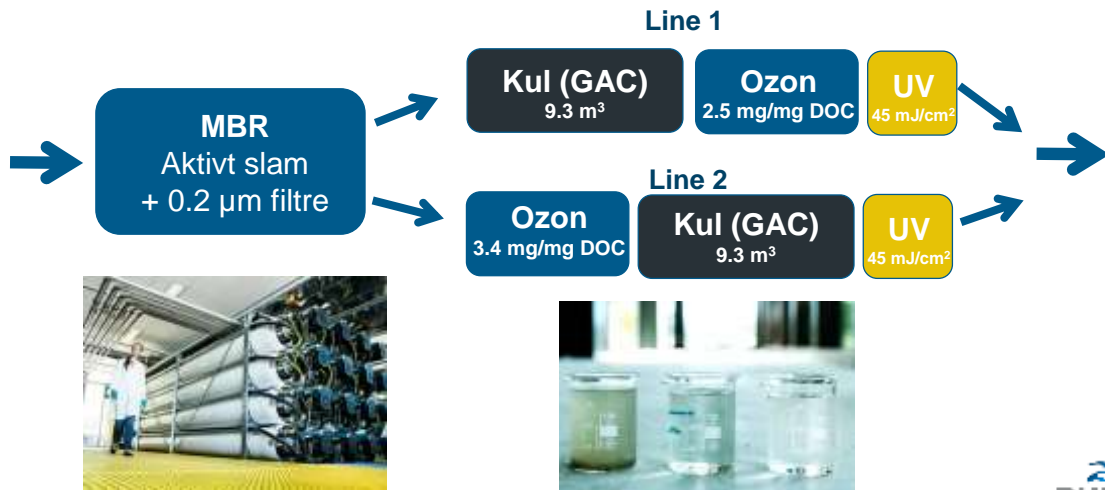 Line 1
Kul (GAC)
9.3 m³
Ozon
2.5 mg/mg DOC
UV
45 mJ/cm²
MBR
Aktivt slam
+ 0.2 µm filtre
Line 2
Ozon
3.4 mg/mg DOC
Kul (GAC)
9.3 m³
UV
45 mJ/cm²